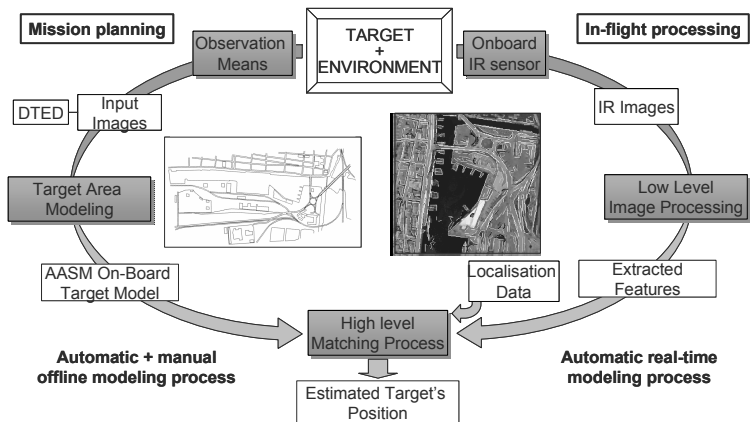 Mission planning
Observation
Means
TARGET
+
ENVIRONMENT
Onboard
IR sensor
In-flight processing
DTED
Input
Images
IR Images
Target Area
Modeling
Low Level
Image Processing
AASM On-Board
Target Model
Localisation
Data
Extracted
Features
High level
Matching Process
Automatic + manual
offline modeling process
Automatic real-time
modeling process
Estimated Target's
Position